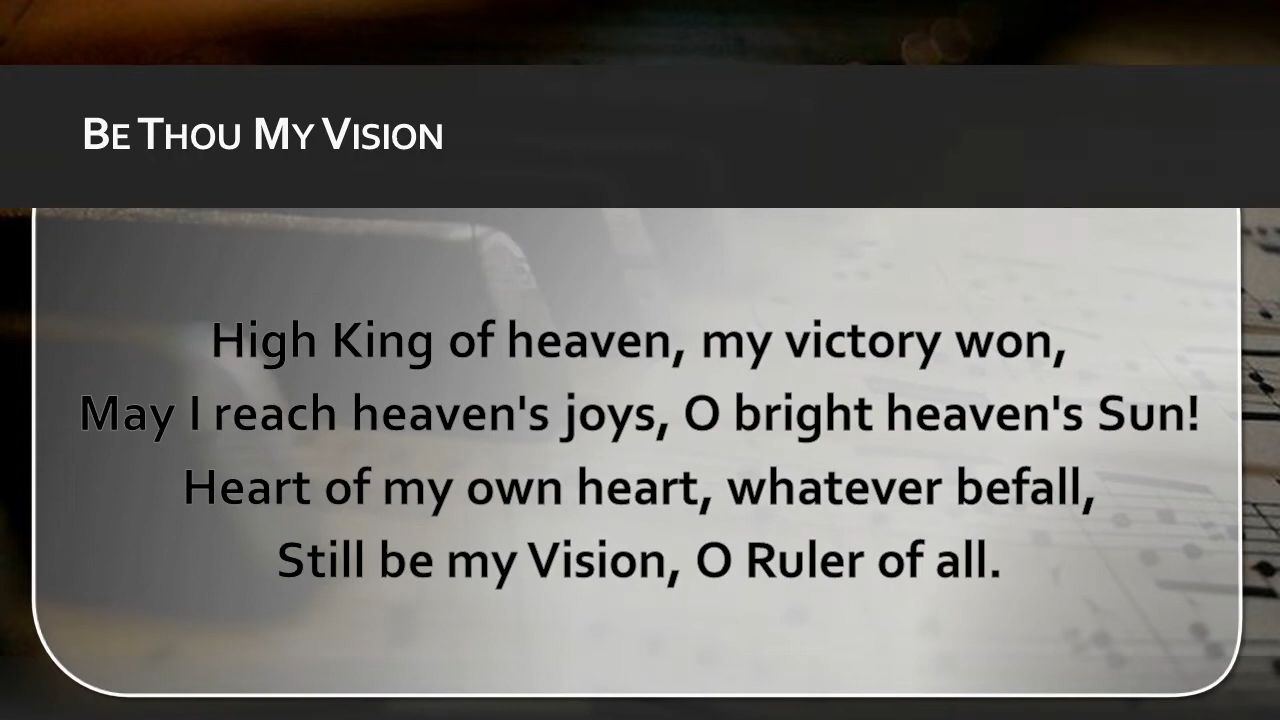 Be Thou My Vision
High King of heaven, my victory won,
May I reach heaven's joys, O bright heaven's Sun!
Heart of my own heart, whatever befall,
Still be my Vision, O Ruler of all.